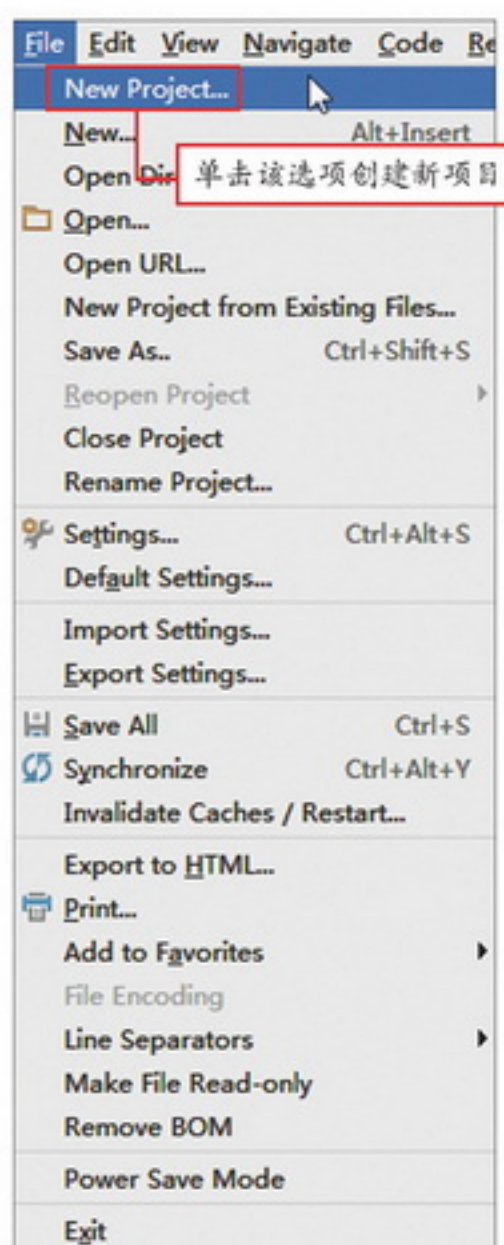 File Edit View Navigate Code Re
New Project...
New... Alt+Insert
Open Dir
单击该选项创建新项目
Open...
Open URL...
New Project from Existing Files...
Save As.. Ctrl+Shift+S
Reopen Project
Close Project
Rename Project...
Settings... Ctrl+Alt+S
Default Settings...
Import Settings...
Export Settings...
Save All Ctrl+S
Synchronize Ctrl+Alt+Y
Invalidate Caches / Restart...
Export to HTML...
Print...
Add to Favorites
File Encoding
Line Separators
Make File Read-only
Remove BOM
Power Save Mode
Exit